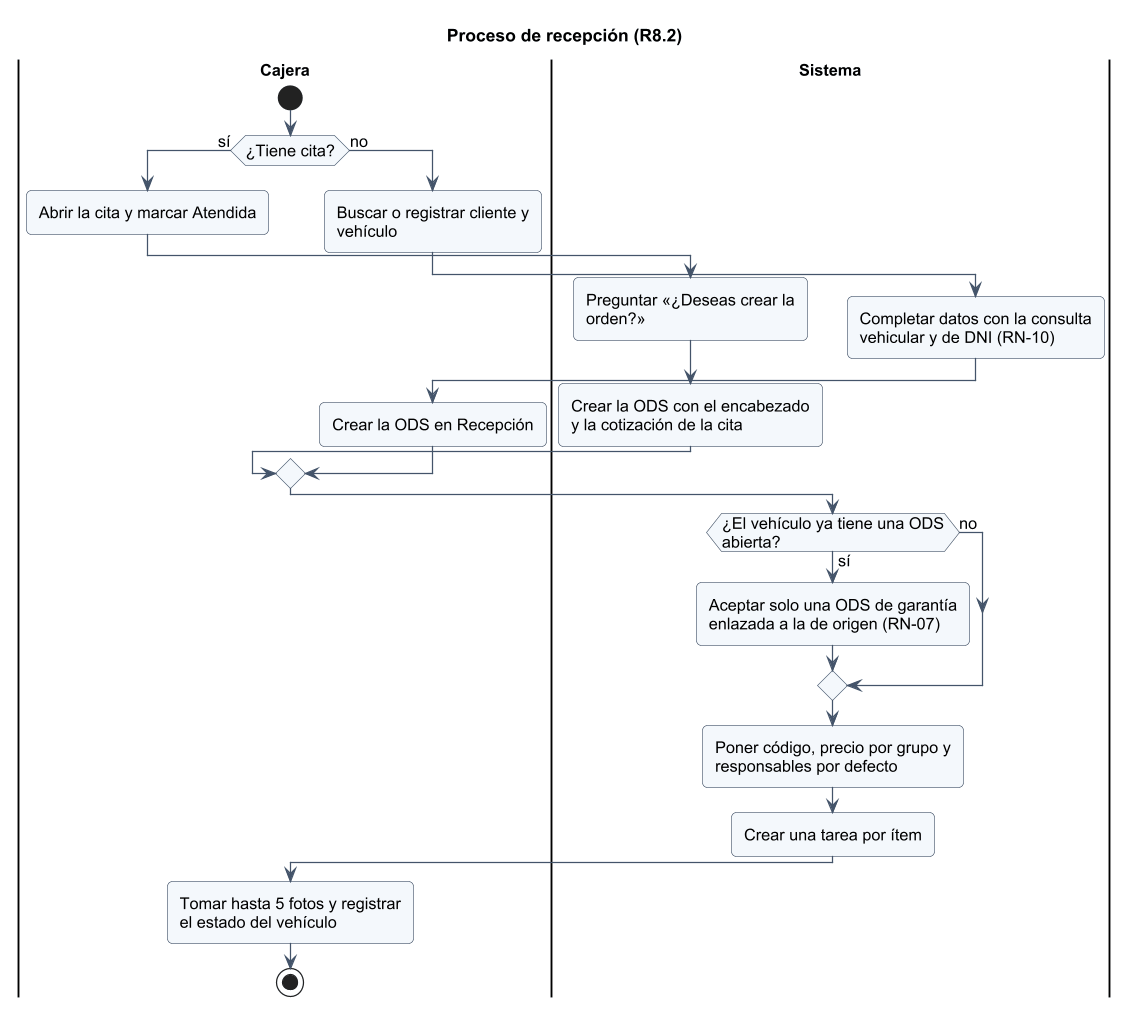 Proceso de recepción (R8.2)
Cajera
Sistema
¿Tiene cita?
sí
no
Abrir la cita y marcar Atendida
Buscar o registrar cliente y
vehículo
Preguntar «¿Deseas crear la
orden?»
Completar datos con la consulta
vehicular y de DNI (RN-10)
Crear la ODS en Recepción
Crear la ODS con el encabezado
y la cotización de la cita
¿El vehículo ya tiene una ODS
abierta?
no
sí
Aceptar solo una ODS de garantía
enlazada a la de origen (RN-07)
Poner código, precio por grupo y
responsables por defecto
Crear una tarea por ítem
Tomar hasta 5 fotos y registrar
el estado del vehículo